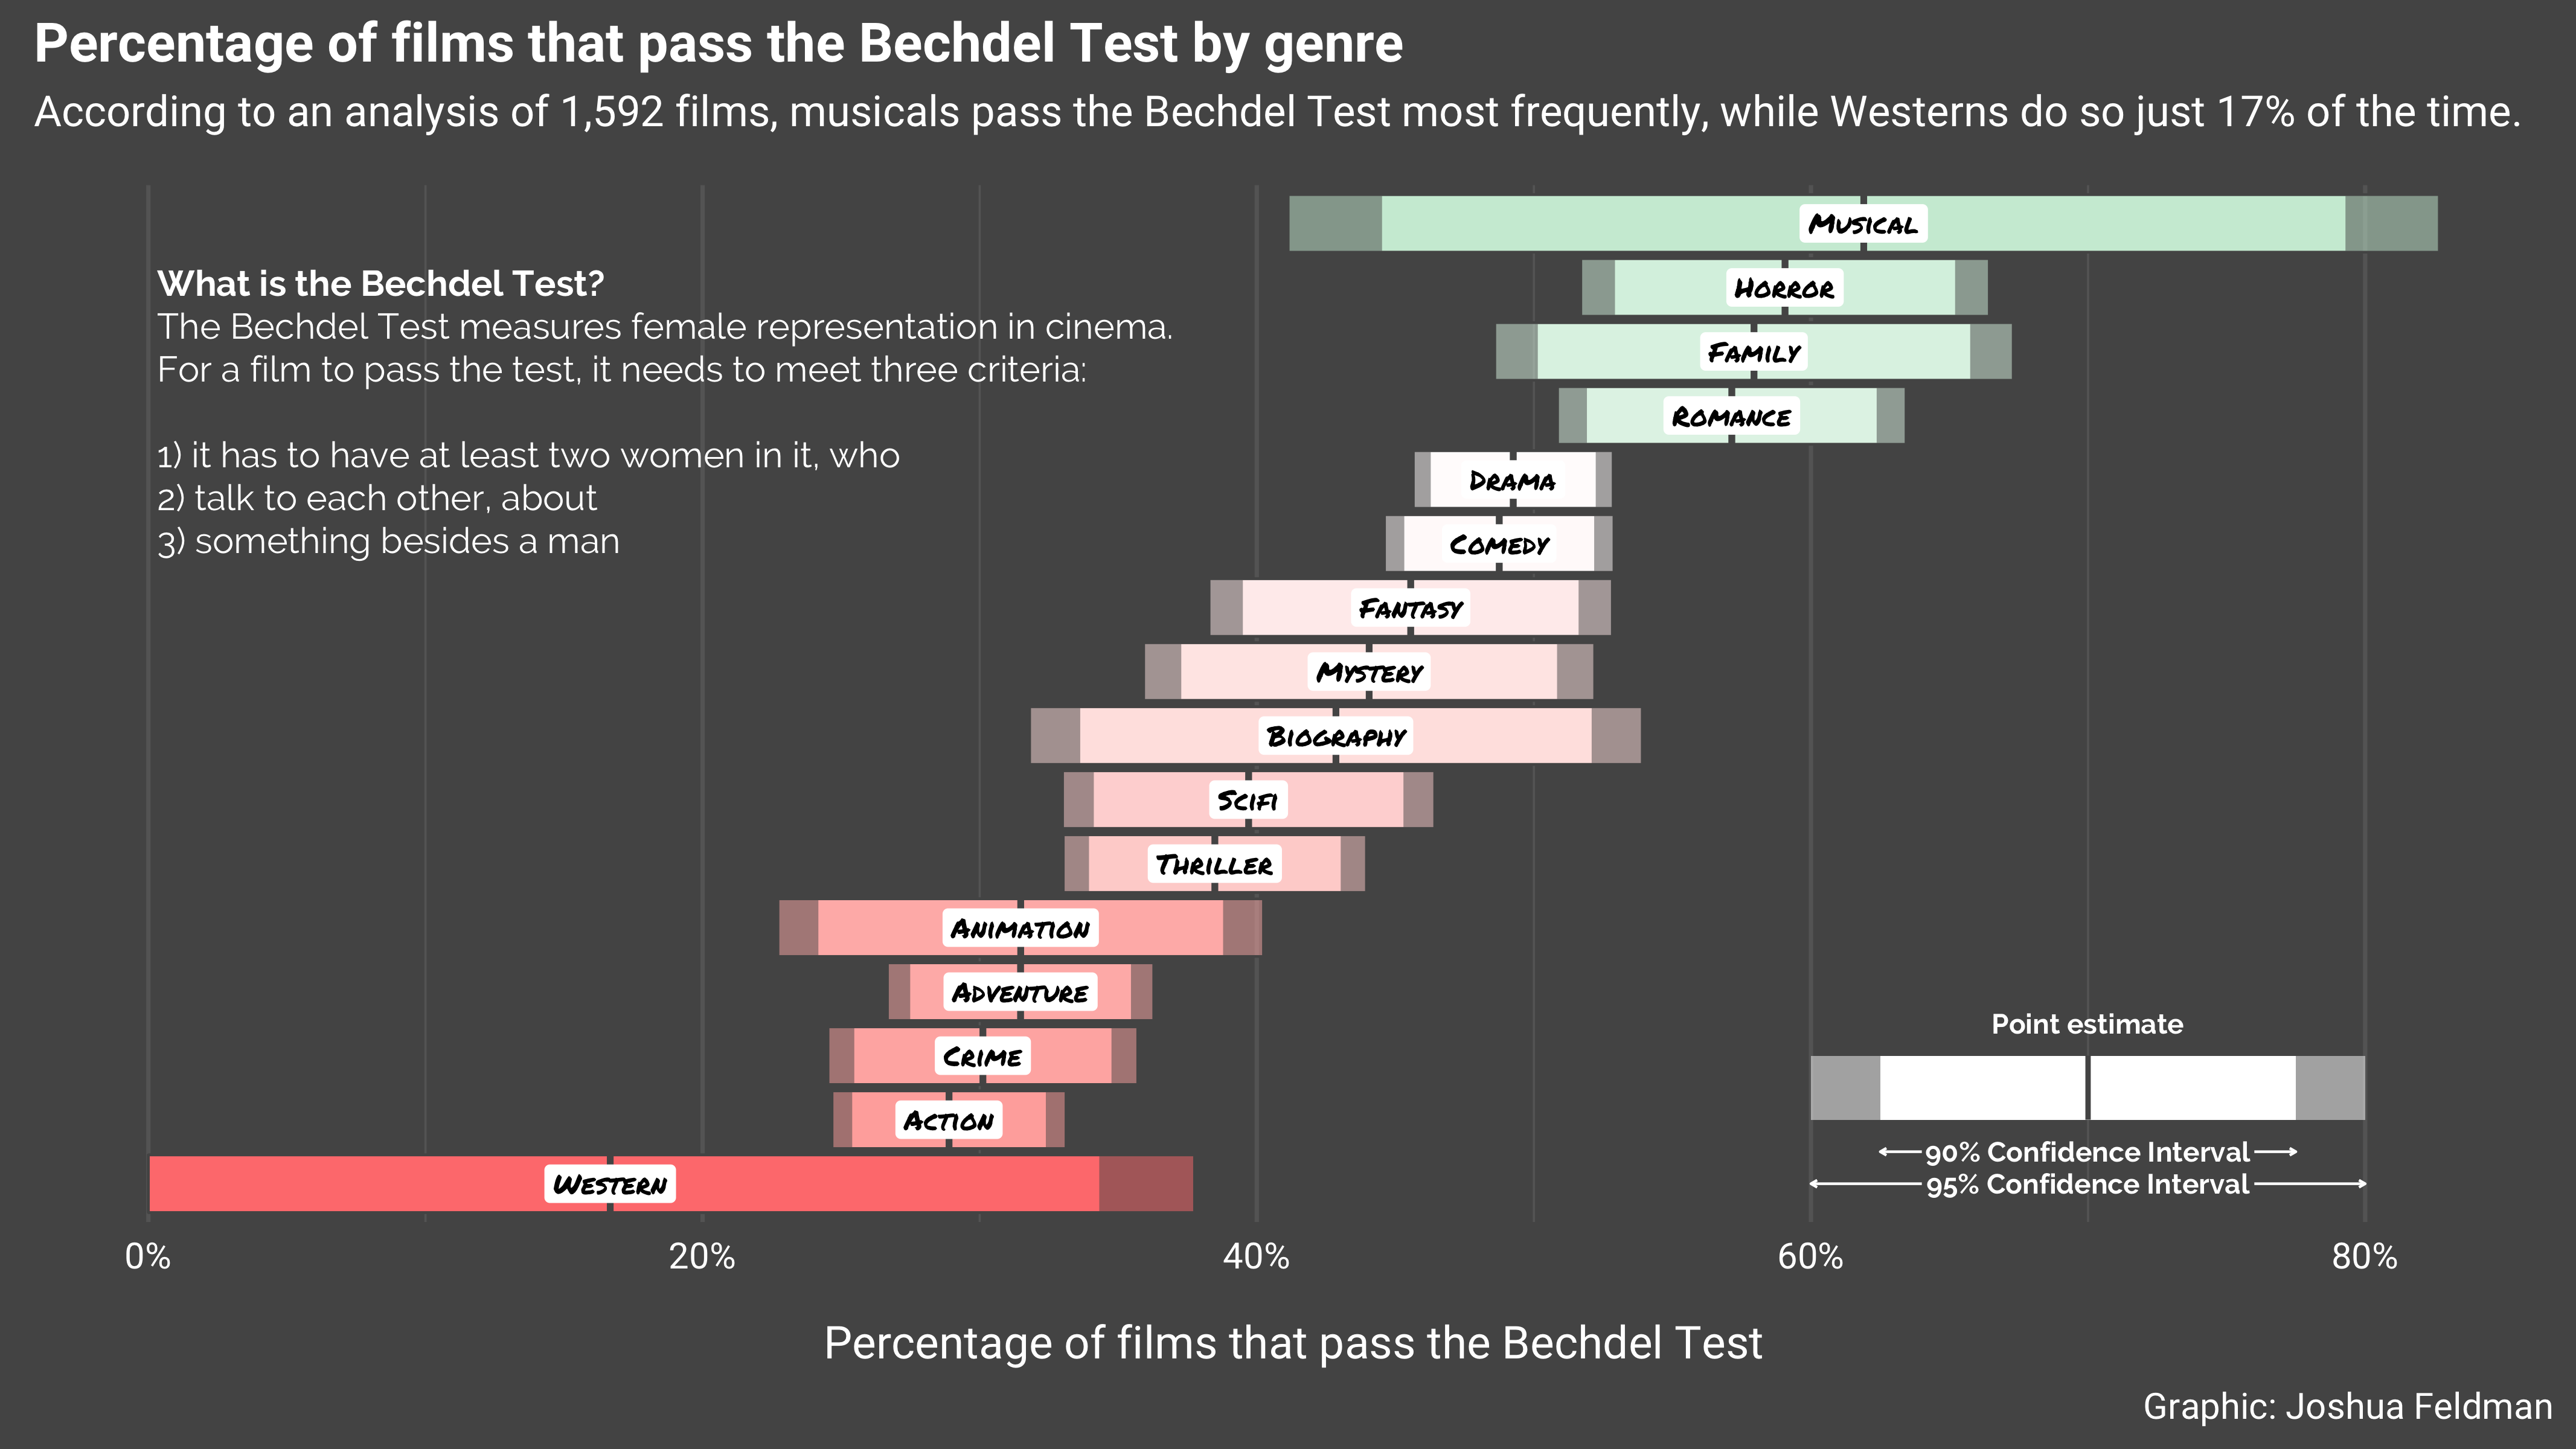 Percentage of films that pass the Bechdel Test by genre
According to an analysis of 1,592 films, musicals pass the Bechdel Test most frequently, while Westerns do so just 17% of the time.
What is the Bechdel Test?
The Bechdel Test measures female representation in cinema.
For a film to pass the test, it needs to meet three criteria:
1) it has to have at least two women in it, who
2) talk to each other, about
3) something besides a man
Musical
Horror
Family
Romance
Drama
Comedy
Fantasy
Mystery
Biography
Scifi
Thriller
Animation
Adventure
Crime
Action
Western
Point estimate
90% Confidence Interval
95% Confidence Interval
0% 20% 40% 60% 80%
Percentage of films that pass the Bechdel Test
Graphic: Joshua Feldman